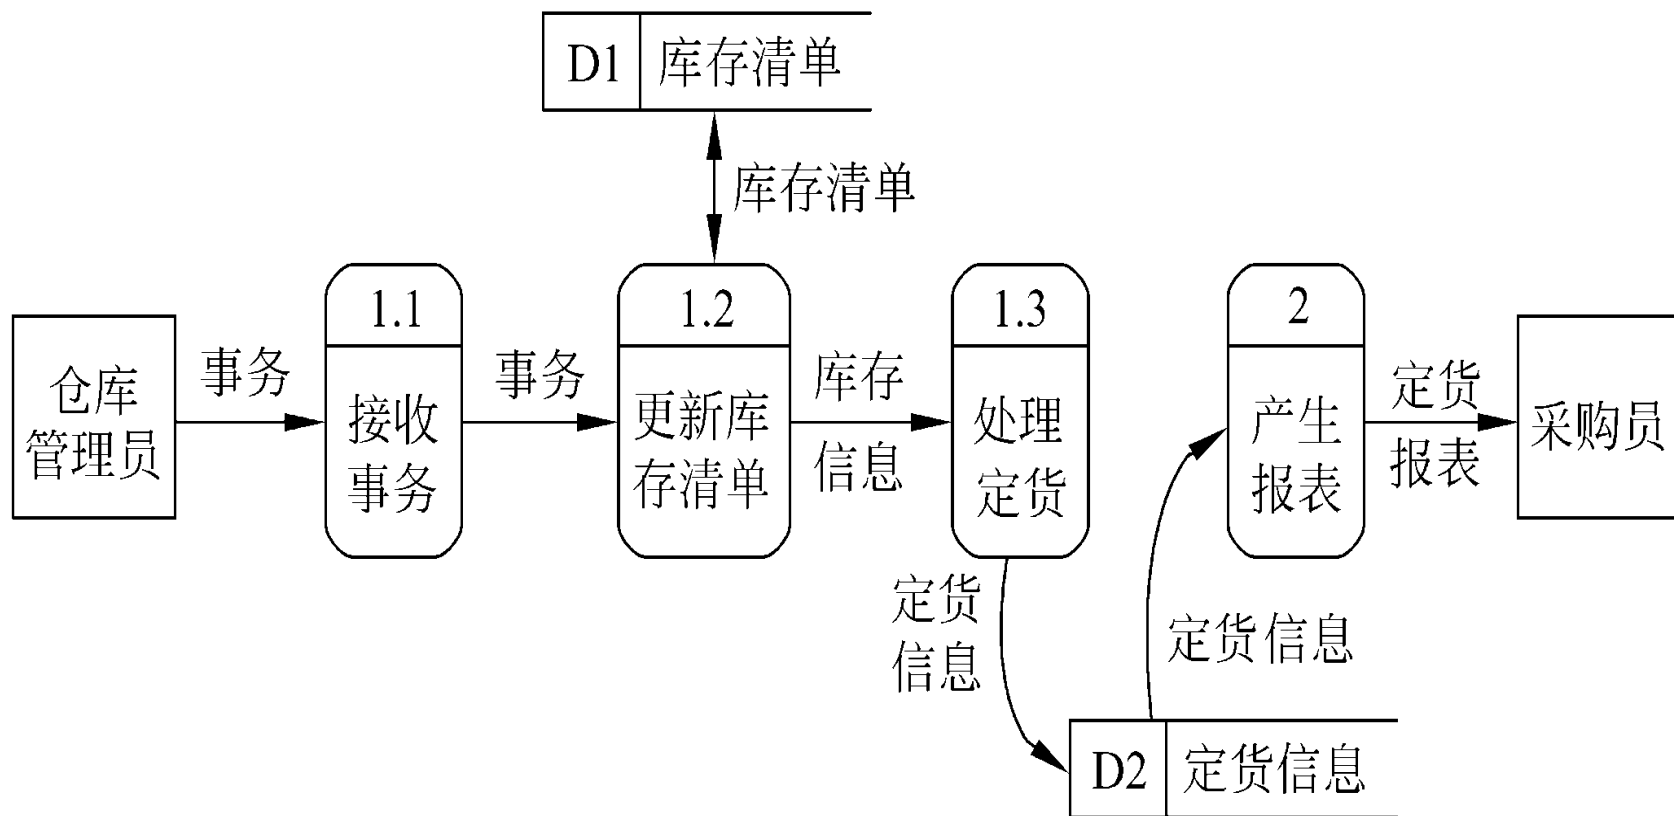 D1 库存清单
库存清单
1.1
1.2
1.3
2
仓库
管理员
事务
接收
事务
事务
更新库
存清单
库存
信息
处理
定货
产生
报表
定货
报表
采购员
定货
信息
定货信息
D2 定货信息